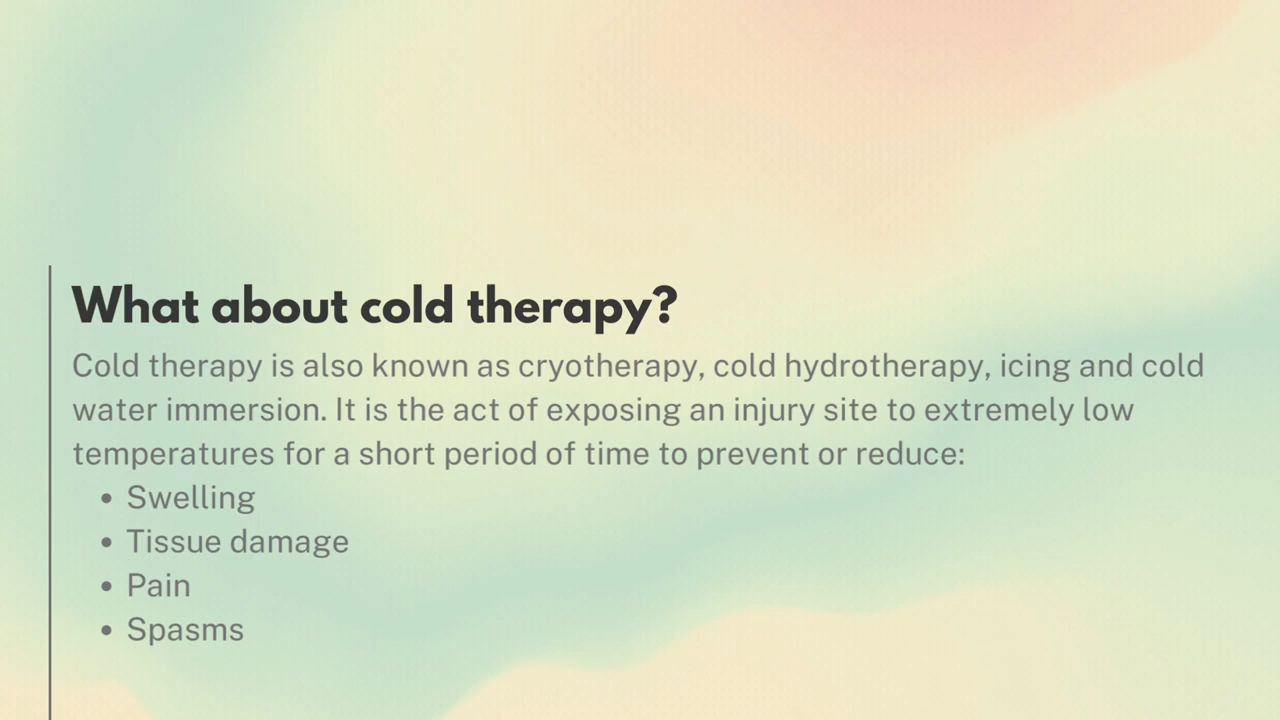 What about cold therapy?
Cold therapy is also known as cryotherapy, cold hydrotherapy, icing and cold
water immersion. It is the act of exposing an injury site to extremely low
temperatures for a short period of time to prevent or reduce:
• Swelling
• Tissue damage
• Pain
• Spasms